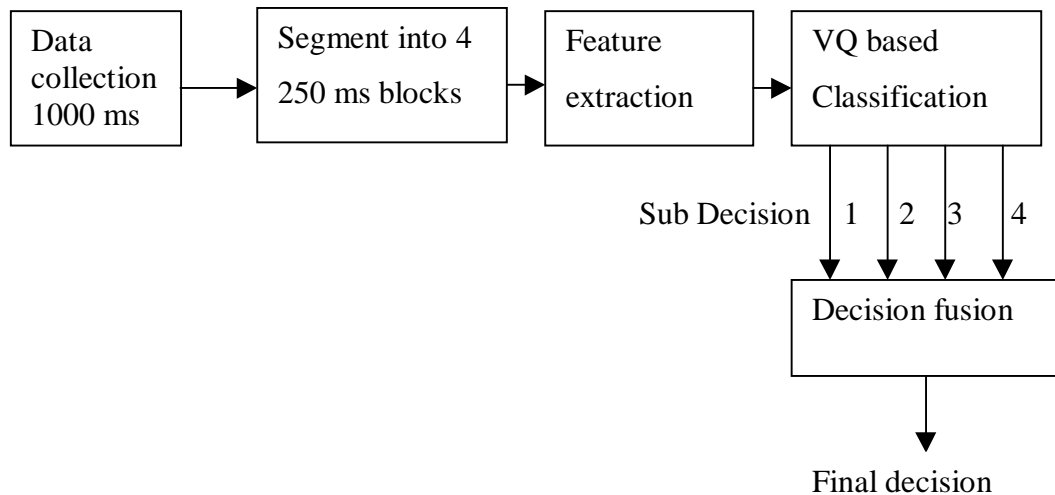 Data
collection
1000 ms
Segment into 4
250 ms blocks
Feature
extraction
VQ based
Classification
Sub Decision 1 2 3 4
Decision fusion
Final decision